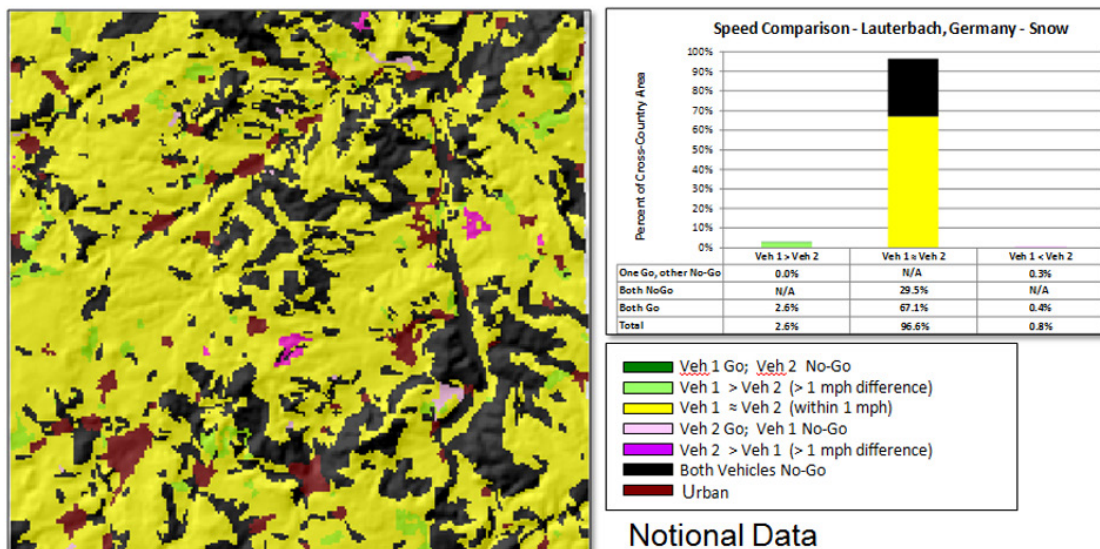 Speed Comparison - Lauterbach, Germany - Snow
Percent of Cross-Country Area
100%
90%
80%
70%
60%
50%
40%
30%
20%
10%
0%
Veh 1 > Veh 2 Veh 1 ≈ Veh 2 Veh 1 < Veh 2
One Go, other No-Go 0.0% N/A 0.3%
Both NoGo N/A 29.5% N/A
Both Go 2.6% 67.1% 0.4%
Total 2.6% 96.6% 0.8%
Veh 1 Go; Veh 2 No-Go
Veh 1 > Veh 2 (> 1 mph difference)
Veh 1 ≈ Veh 2 (within 1 mph)
Veh 2 Go; Veh 1 No-Go
Veh 2 > Veh 1 (> 1 mph difference)
Both Vehicles No-Go
Urban
Notional Data